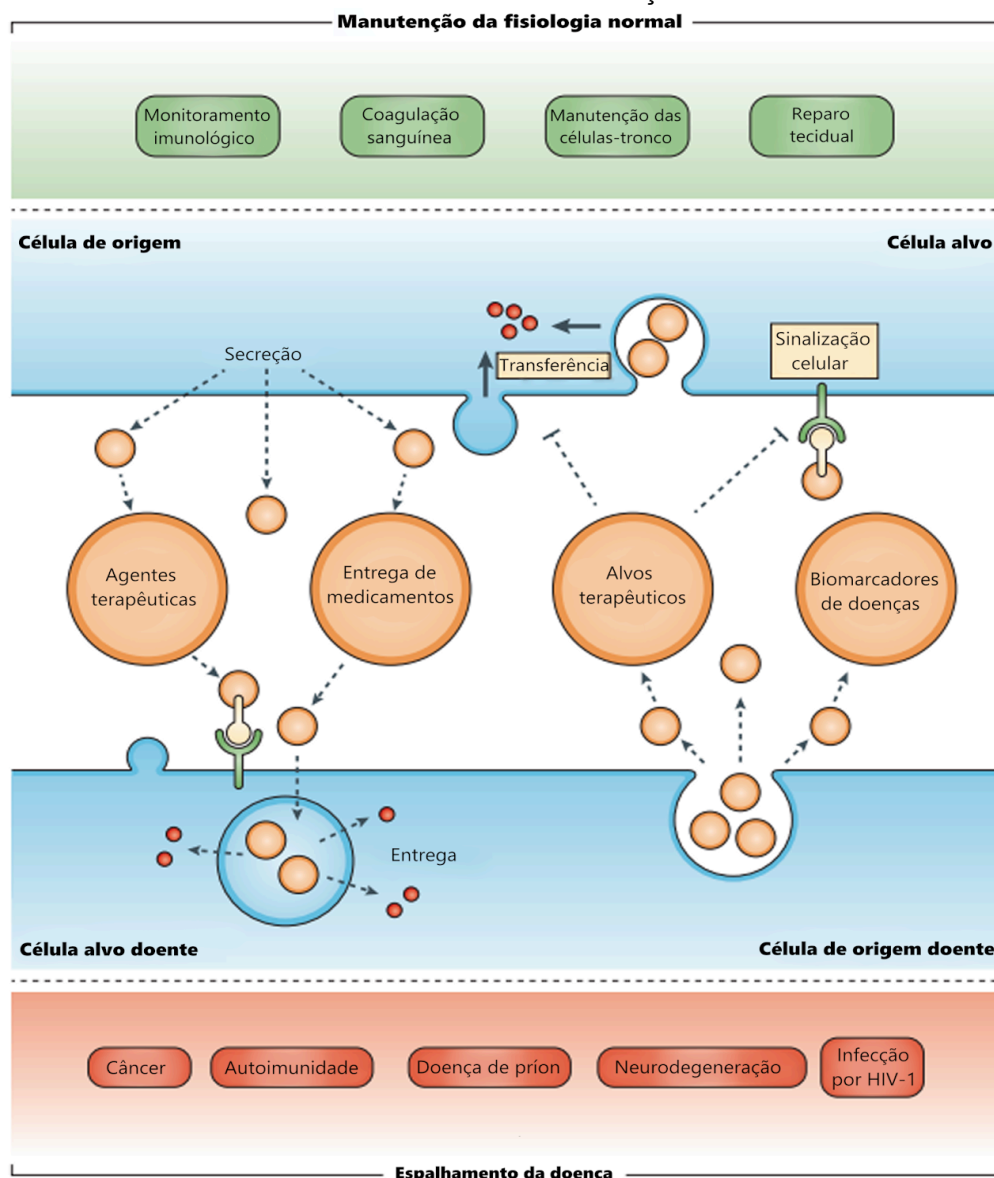 Manutenção da fisiologia normal
Monitoramento
imunológico
Coagulação
sanguínea
Manutenção das
células-tronco
Reparo
tecidual
Célula de origem
Célula alvo
Secreção
Transferência
Sinalização
celular
Agentes
terapêuticas
Entrega de
medicamentos
Alvos
terapêuticos
Biomarcadores
de doenças
Entrega
Célula alvo doente
Célula de origem doente
Câncer
Autoimunidade
Doença de príon
Neurodegeneração
Infecção
por HIV-1
Espalhamento da doença